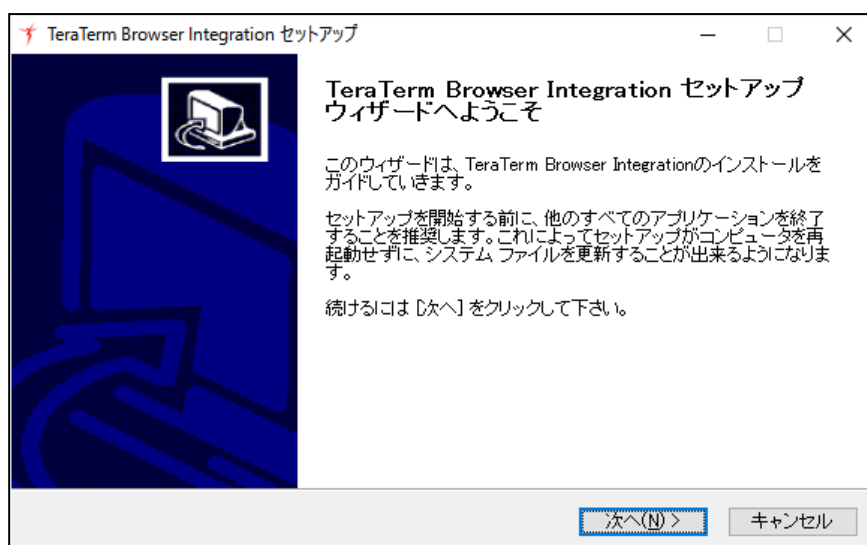 TeraTerm Browser Integration セットアップ
TeraTerm Browser Integration セットアップ
ウィザードへようこそ
このウィザードは、TeraTerm Browser Integrationのインストールを
ガイドしていきます。
セットアップを開始する前に、他のすべてのアプリケーションを終了
することを推奨します。これによってセットアップがコンピュータを再
起動せずに、システム ファイルを更新することが出来るようになりま
す。
続けるには [次へ] をクリックして下さい。
次へ(N) >
キャンセル